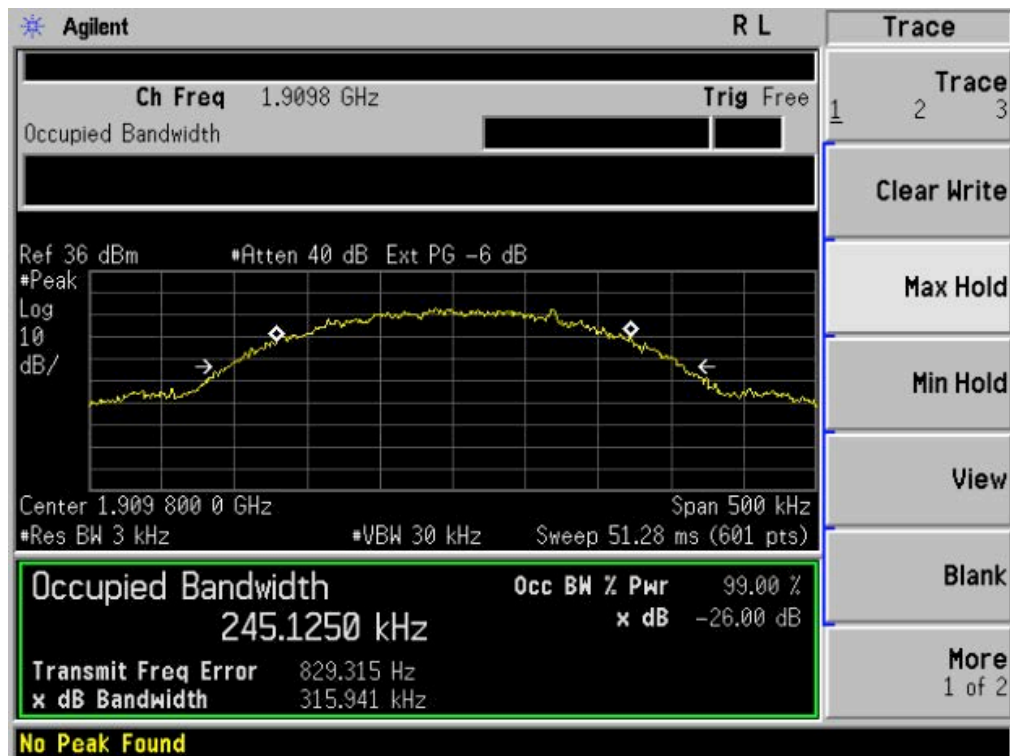 Agilent R L Trace
Ch Freq 1.9098 GHz Trig Free
Occupied Bandwidth
Trace
1 2 3
Clear Write
Max Hold
Min Hold
View
Blank
More
1 of 2
Ref 36 dBm #Atten 40 dB Ext PG -6 dB
#Peak
Log
10
dB/
Center 1.909 800 0 GHz Span 500 kHz
#Res BW 3 kHz #VBW 30 kHz Sweep 51.28 ms (601 pts)
Occupied Bandwidth Occ BW % Pwr 99.00 %
245.1250 kHz x dB -26.00 dB
Transmit Freq Error 829.315 Hz
x dB Bandwidth 315.941 kHz
No Peak Found